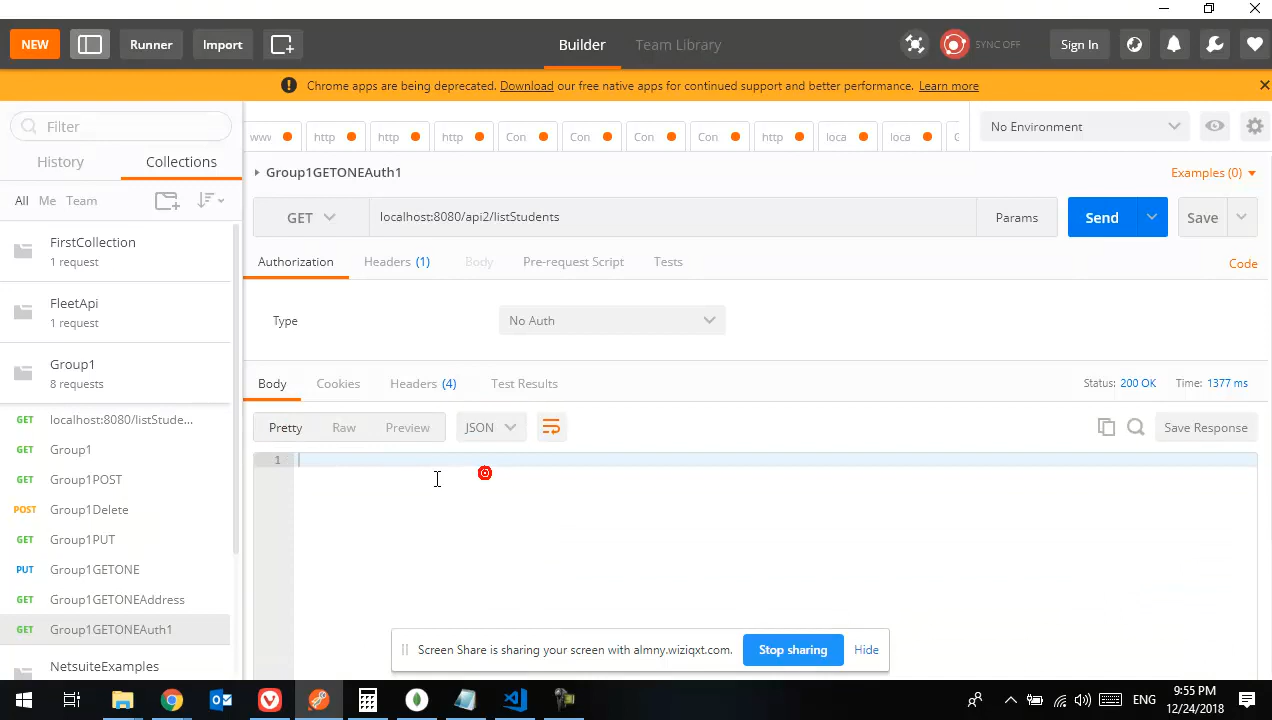 NEW
Runner
Import
Builder
Team Library
SYNC OFF
Sign In
Chrome apps are being deprecated. Download our free native apps for continued support and better performance. Learn more
Filter
History
Collections
All Me Team
FirstCollection
1 request
FleetApi
1 request
Group1
8 requests
GET localhost:8080/listStude...
GET Group1
GET Group1POST
POST Group1Delete
GET Group1PUT
PUT Group1GETONE
GET Group1GETONEAddress
GET Group1GETONEAuth1
NetsuiteExamples
www http http http Con Con Con Con http loca loca
No Environment
Group1GETONEAuth1
Examples (0)
GET localhost:8080/api2/listStudents Params Send Save
Authorization Headers (1) Body Pre-request Script Tests Code
Type No Auth
Body Cookies Headers (4) Test Results Status: 200 OK Time: 1377 ms
Pretty Raw Preview JSON Save Response
1
Screen Share is sharing your screen with almny.wiziqxt.com. Stop sharing Hide
ENG
9:55 PM
12/24/2018